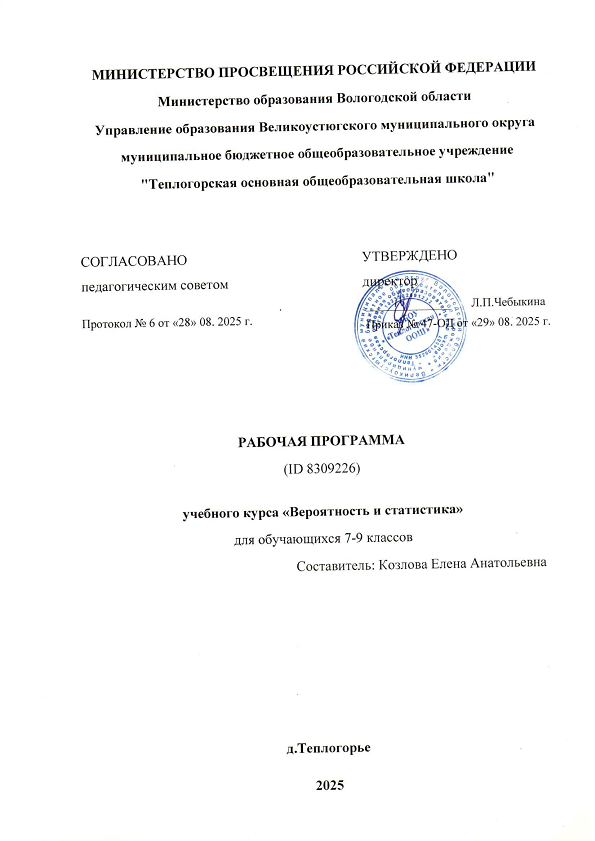 МИНИСТЕРСТВО ПРОСВЕЩЕНИЯ РОССИЙСКОЙ ФЕДЕРАЦИИ
Министерство образования Вологодской области
Управление образования Великоустюгского муниципального округа
муниципальное бюджетное общеобразовательное учреждение
"Теплогорская основная общеобразовательная школа"
СОГЛАСОВАНО
педагогическим советом
Протокол № 6 от «28» 08. 2025 г.
УТВЕРЖДЕНО
директор
Л.П.Чебыкина
Приказ № 47-ОД от «29» 08. 2025 г.
ООШ
РАБОЧАЯ ПРОГРАММА
(ID 8309226)
учебного курса «Вероятность и статистика»
для обучающихся 7-9 классов
Составитель: Козлова Елена Анатольевна
д.Теплогорье
2025